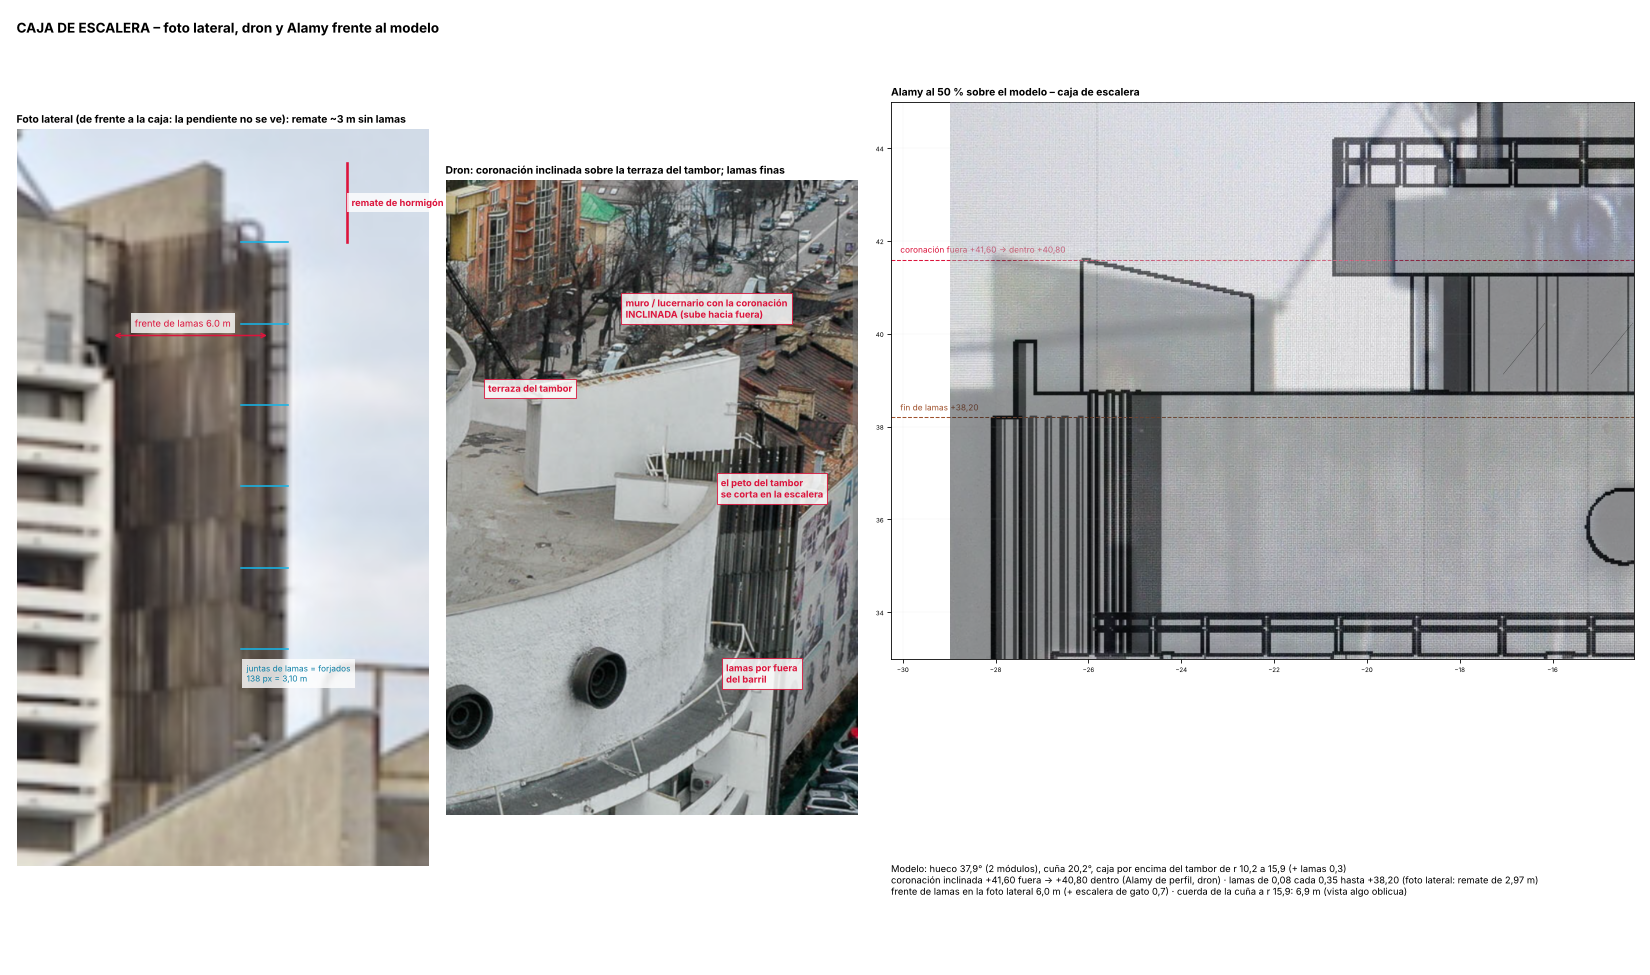 CAJA DE ESCALERA – foto lateral, dron y Alamy frente al modelo
Foto lateral (de frente a la caja: la pendiente no se ve): remate ~3 m sin lamas
remate de hormigón
frente de lamas 6.0 m
juntas de lamas = forjados
138 px = 3,10 m
Dron: coronación inclinada sobre la terraza del tambor; lamas finas
muro / lucernario con la coronación
INCLINADA (sube hacia fuera)
terraza del tambor
el peto del tambor
se corta en la escalera
lamas por fuera
del barril
Alamy al 50 % sobre el modelo – caja de escalera
44
42
40
38
36
34
coronación fuera +41,60 → dentro +40,80
fin de lamas +38,20
−30
−28
−26
−24
−22
−20
−18
−16
Modelo: hueco 37,9° (2 módulos), cuña 20,2°, caja por encima del tambor de r 10,2 a 15,9 (+ lamas 0,3)
coronación inclinada +41,60 fuera → +40,80 dentro (Alamy de perfil, dron) · lamas de 0,08 cada 0,35 hasta +38,20 (foto lateral: remate de 2,97 m)
frente de lamas en la foto lateral 6,0 m (+ escalera de gato 0,7) · cuerda de la cuña a r 15,9: 6,9 m (vista algo oblicua)